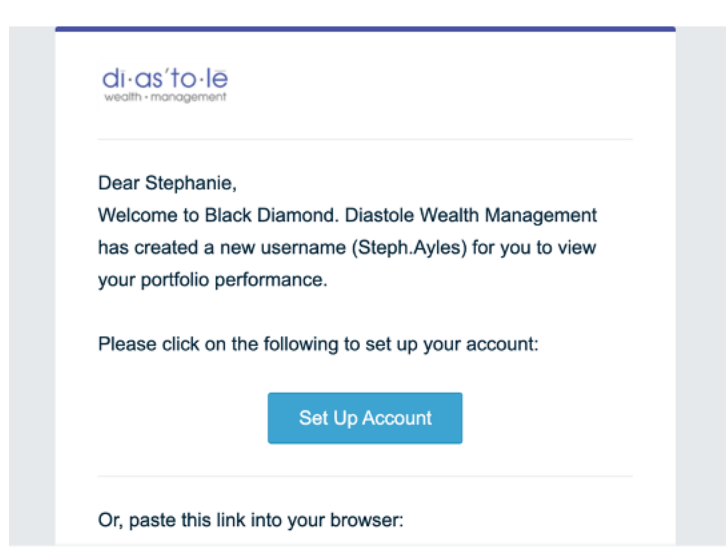 dī·as′to·lē
wealth • management
Dear Stephanie,
Welcome to Black Diamond. Diastole Wealth Management
has created a new username (Steph.Ayles) for you to view
your portfolio performance.
Please click on the following to set up your account:
Set Up Account
Or, paste this link into your browser: